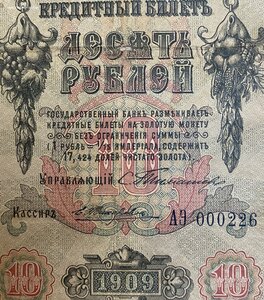 КРЕДИТНЫЙ БИЛЕТЪ
ДЕСЯТЬ
РУБЛЕЙ
ГОСУДАРСТВЕННЫЙ БАНКЪ РАЗМѢНИВАЕТЪ
КРЕДИТНЫЕ БИЛЕТЫ НА ЗОЛОТУЮ МОНЕТУ
БЕЗЪ ОГРАНИЧЕНІЯ СУММЫ
(1 РУБЛЬ = 1/15 ИМПЕРІАЛА, СОДЕРЖИТЪ
17,424 ДОЛЕЙ ЧИСТАГО ЗОЛОТА).
УПРАВЛЯЮЩІЙ
КАССИРЪ
АЭ 000226
10 1909 10